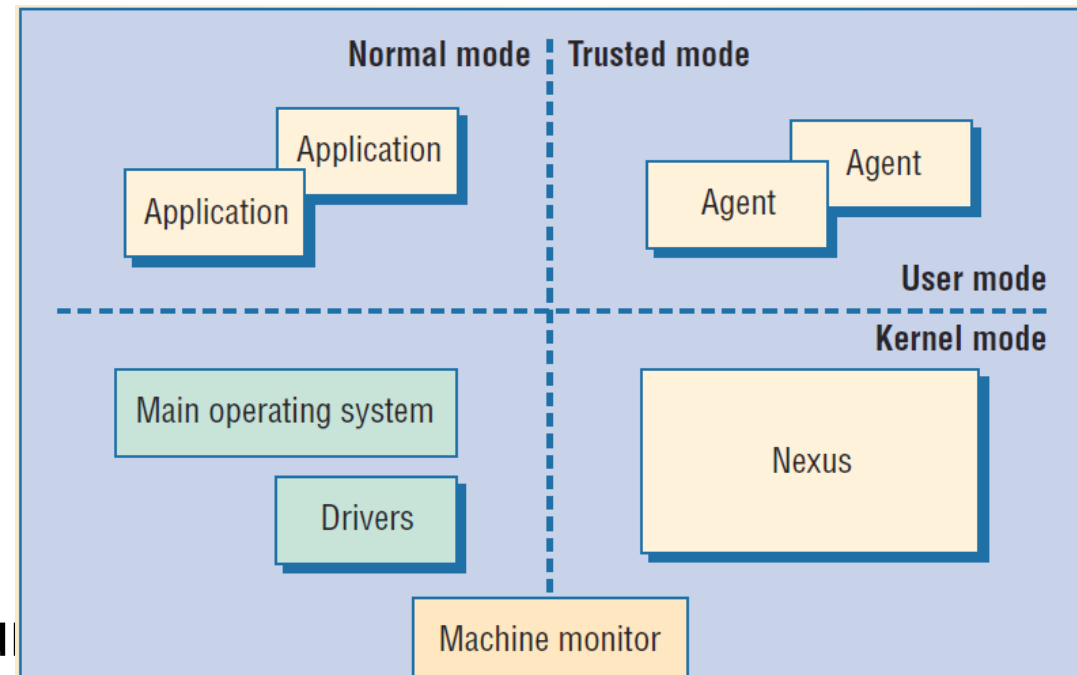 Normal mode
Trusted mode
Application
Application
Agent
Agent
User mode
Kernel mode
Main operating system
Nexus
Drivers
Machine monitor